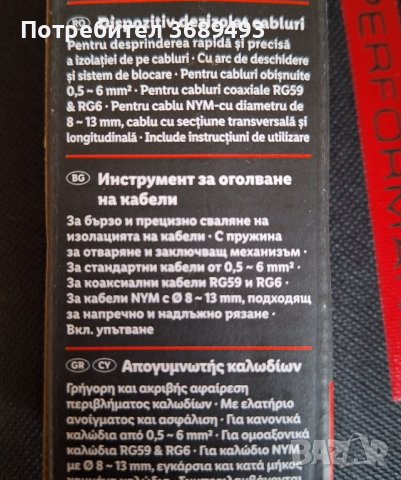 Потребител 3689493
RO Dispozitiv dezizolat cabluri
Pentru desprinderea rapidă și precisă
a izolației de pe cabluri • Cu arc de deschidere
și sistem de blocare • Pentru cabluri obișnuite
0,5 ~ 6 mm² • Pentru cabluri coaxiale RG59
& RG6 • Pentru cablu NYM-cu diametru de
8 ~ 13 mm, cablu cu secțiune transversală și
longitudinală • Include instrucțiuni de utilizare
BG Инструмент за оголване
на кабели
За бързо и прецизно сваляне на
изолацията на кабели • С пружина
за отваряне и заключващ механизъм •
За стандартни кабели от 0,5 ~ 6 mm² •
За коаксиални кабели RG59 и RG6 •
За кабели NYM с Ø 8 ~ 13 mm, подходящ
за напречно и надлъжно рязане •
Вкл. упътване
GR CY Απογυμνωτής καλωδίων
Γρήγορη και ακριβής αφαίρεση
περιβλήματος καλωδίων • Με ελατήριο
ανοίγματος και ασφάλιση • Για κανονικά
καλώδια από 0,5 ~ 6 mm² • Για ομοαξονικά
καλώδια RG59 & RG6 • Για καλώδιο NYM
με Ø 8 ~ 13 mm, εγκάρσια και κατά μήκος
PERFORMA
bazar.bg